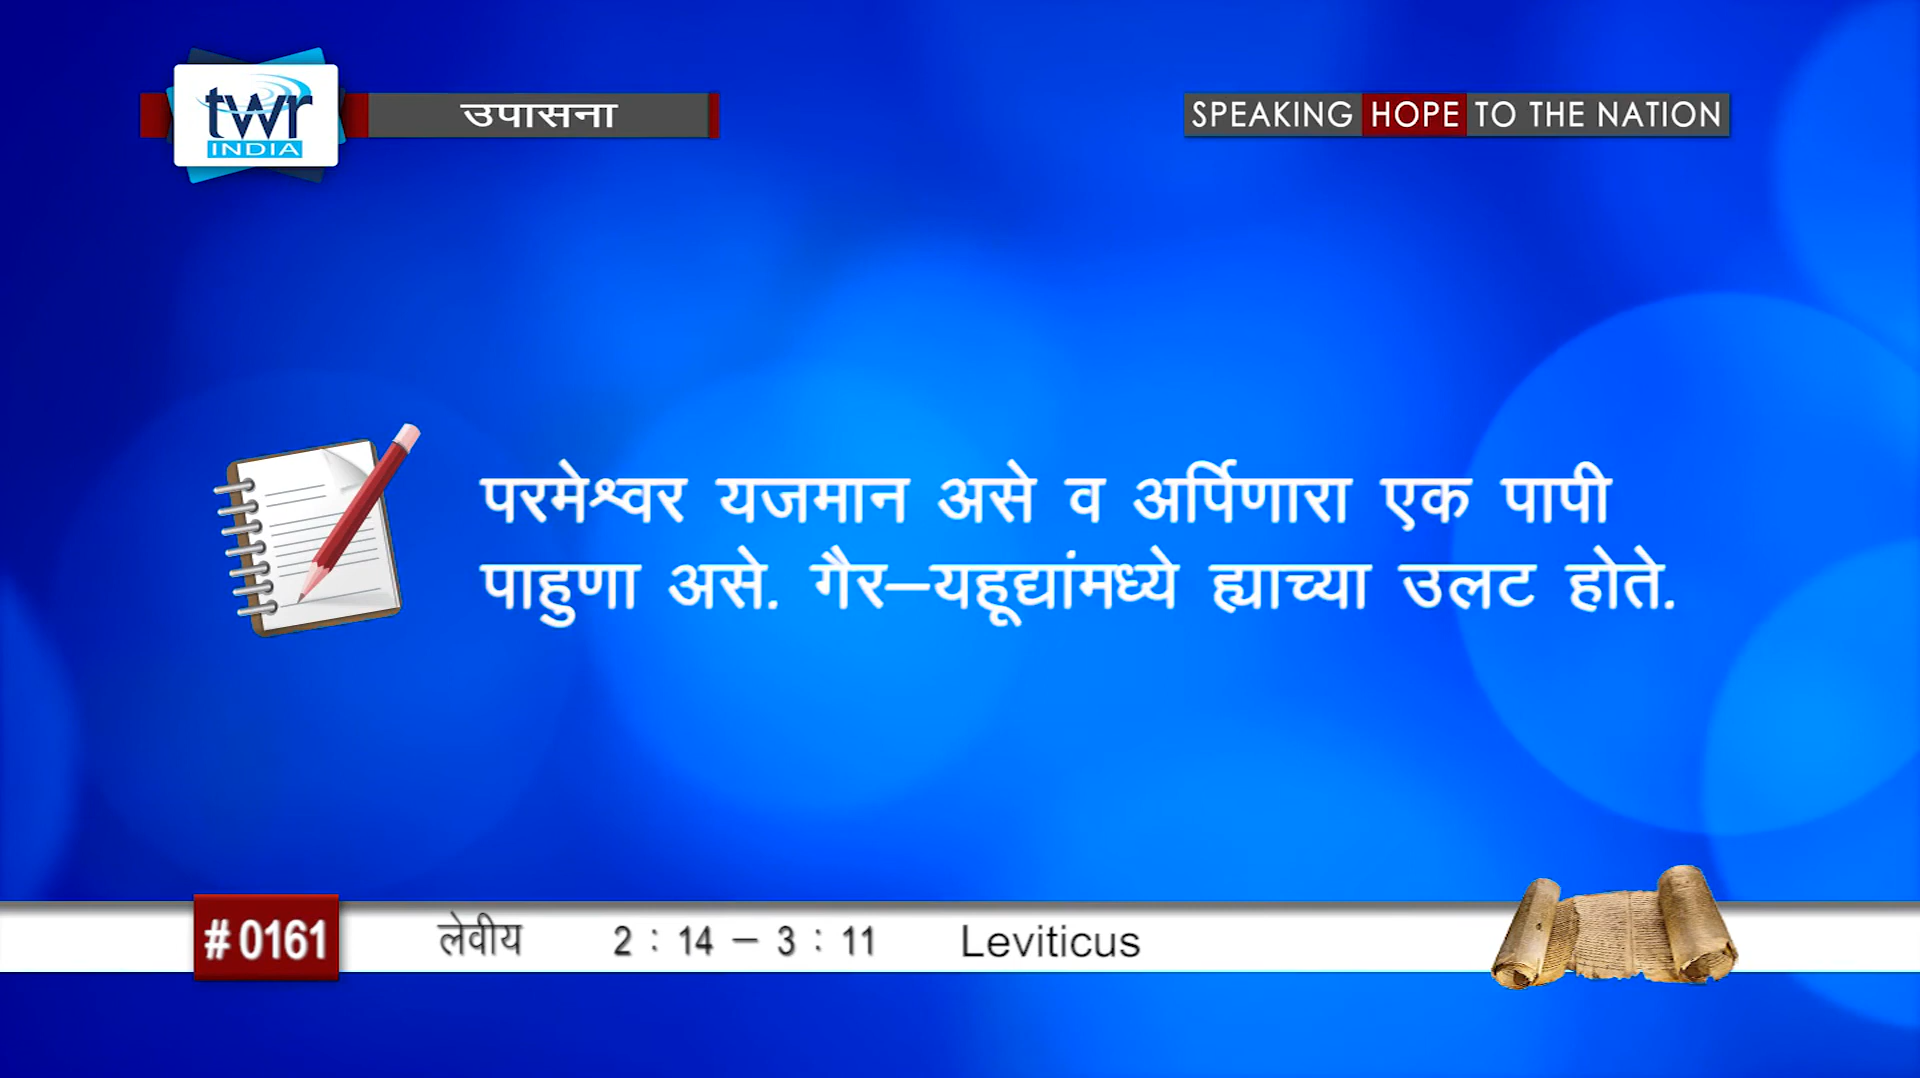 twr
INDIA
उपासना
SPEAKING HOPE TO THE NATION
परमेश्वर यजमान असे व अर्पिणारा एक पापी
पाहुणा असे. गैर–यहूद्यांमध्ये ह्याच्या उलट होते.
# 0161 लेवीय 2 : 14 – 3 : 11 Leviticus